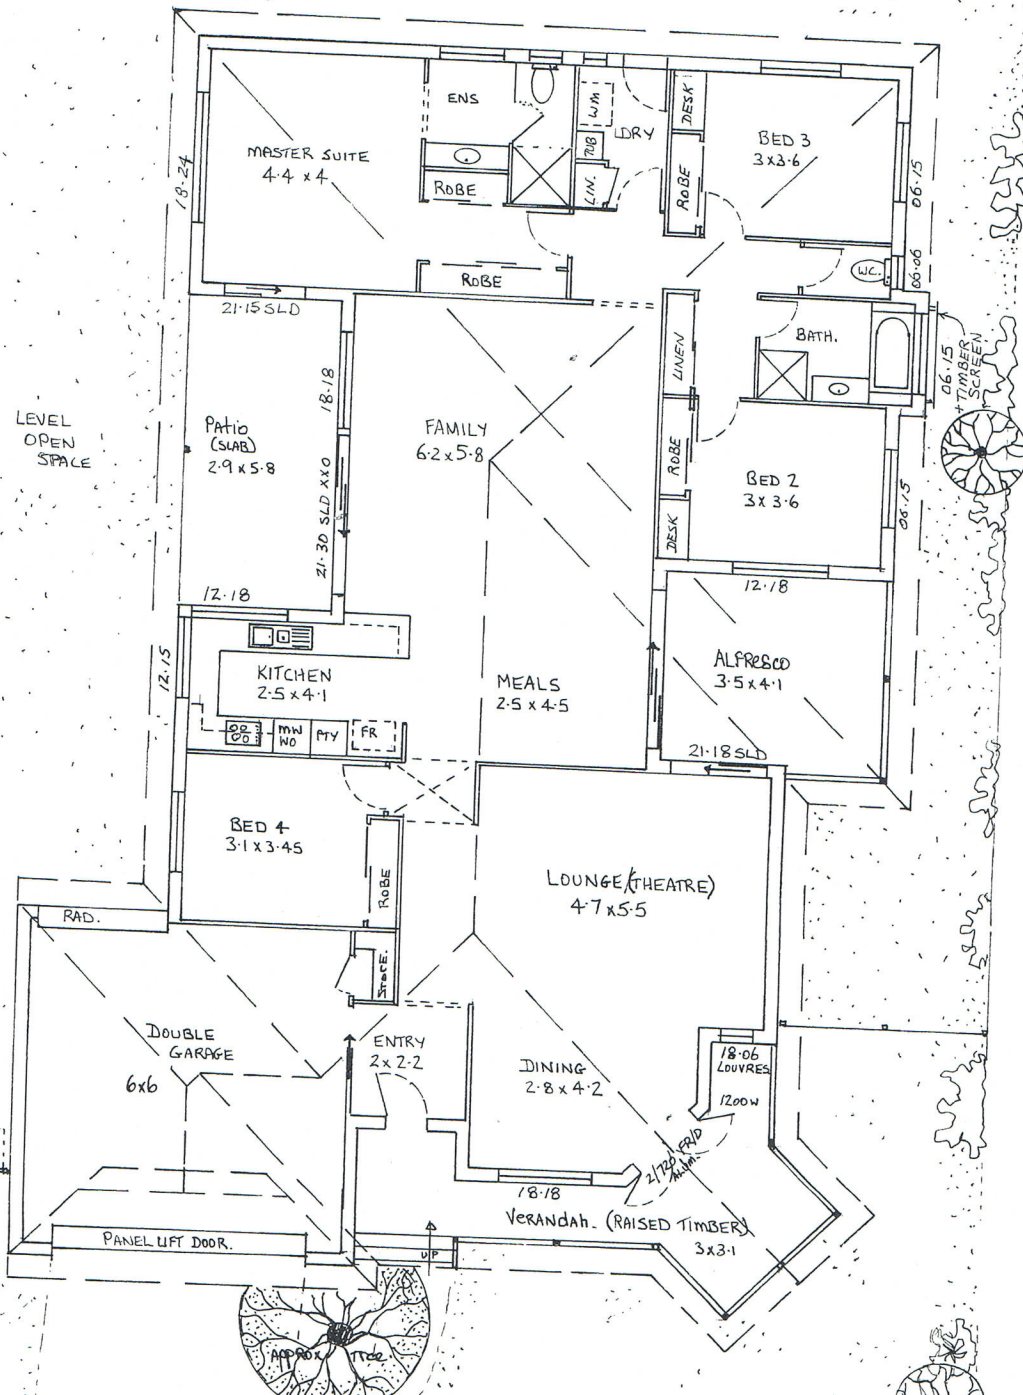 ENS
WM
LDRY
DESK
TUB
LIN.
MASTER SUITE
4.4 x 4
18.24
ROBE
ROBE
ROBE
BED 3
3 x 3.6
06.15
06.06
WC.
21.15 SLD
18.18
LINEN
BATH.
06.15
+ TIMBER
SCREEN
LEVEL
OPEN
SPACE
PATIO
(SLAB)
2.9 x 5.8
21.30 SLD XXO
FAMILY
6.2 x 5.8
ROBE
DESK
BED 2
3 x 3.6
06.15
12.18
12.18
12.15
KITCHEN
2.5 x 4.1
MEALS
2.5 x 4.5
ALFRESCO
3.5 x 4.1
MW
WO
PTY
FR
21.18 SLD
BED 4
3.1 x 3.45
ROBE
LOUNGE/(THEATRE)
4.7 x 5.5
RAD.
STORE.
DOUBLE
GARAGE
6x6
ENTRY
2 x 2.2
DINING
2.8 x 4.2
18.06
LOUVRES
1200W
2/720 FR/D
ALUM.
18.18
VERANDAH. (RAISED TIMBER)
3 x 3.1
PANEL LIFT DOOR.
UP
APPROX TREE.